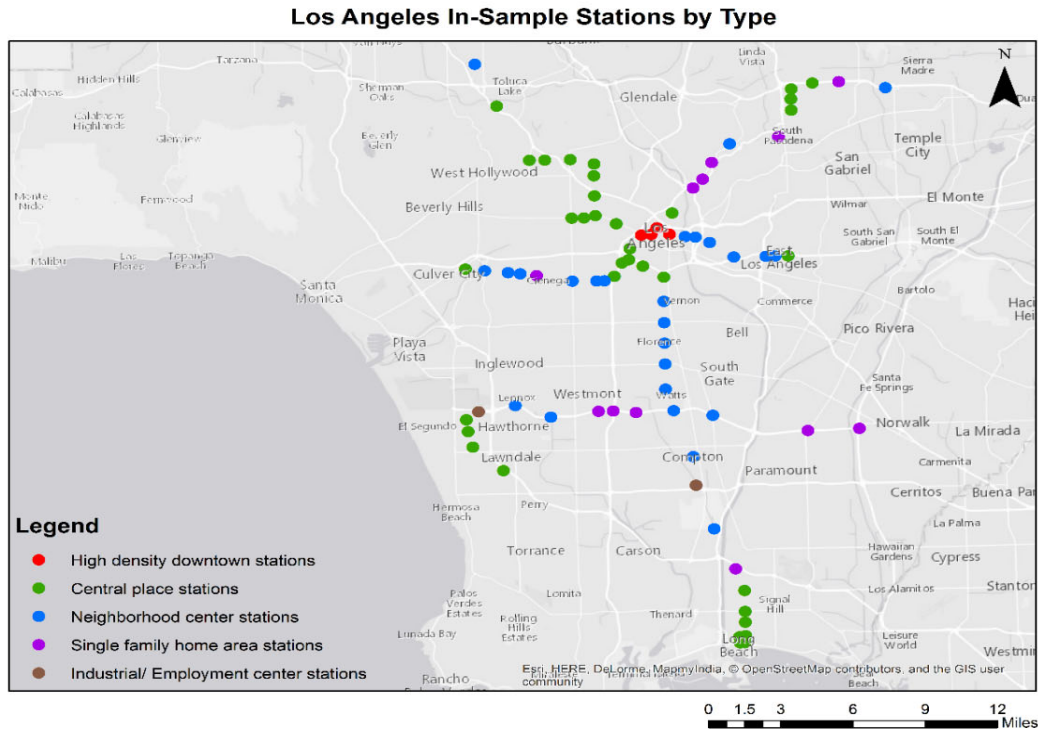 Los Angeles In-Sample Stations by Type
Linda
Vista
Sierra
Madre
Tarzana
Hidden Hills
Calabasas
Sherman
Oaks
Toluca
Lake
Glendale
N
Calabasas
Highlands
Glenview
Beverly
Glen
South
Pasadena
Temple
City
San
Gabriel
West Hollywood
Monte
Nido
Fernwood
Beverly Hills
El Monte
Wilmar
Los
Angeles
South San
Gabriel
South El
Monte
Malibu
Las
Flores
Topanga
Beach
Culver City
East
Los Angeles
Santa
Monica
Bartolo
Vernon
Commerce
Bell
Pico Rivera
Playa
Vista
Florence
Inglewood
South
Gate
Santa
Fe Springs
Lennox
Westmont
Watts
El Segundo
Hawthorne
Norwalk
La Mirada
Lawndale
Compton
Paramount
Carmenita
Cerritos
Hermosa
Beach
Perry
La Palma
Legend
High density downtown stations
Central place stations
Neighborhood center stations
Single family home area stations
Industrial/ Employment center stations
Torrance
Carson
Hawaiian
Gardens
Cypress
Palos
Verdes
Estates
Lomita
Los Alamitos
Stanton
Rolling
Hills
Estates
Thenard
Signal
Hill
Lunada Bay
Long
Beach
Leisure
World
Rancho
Esri, HERE, DeLorme, MapmyIndia, © OpenStreetMap contributors, and the GIS user
community
0 1.5 3 6 9 12
Miles